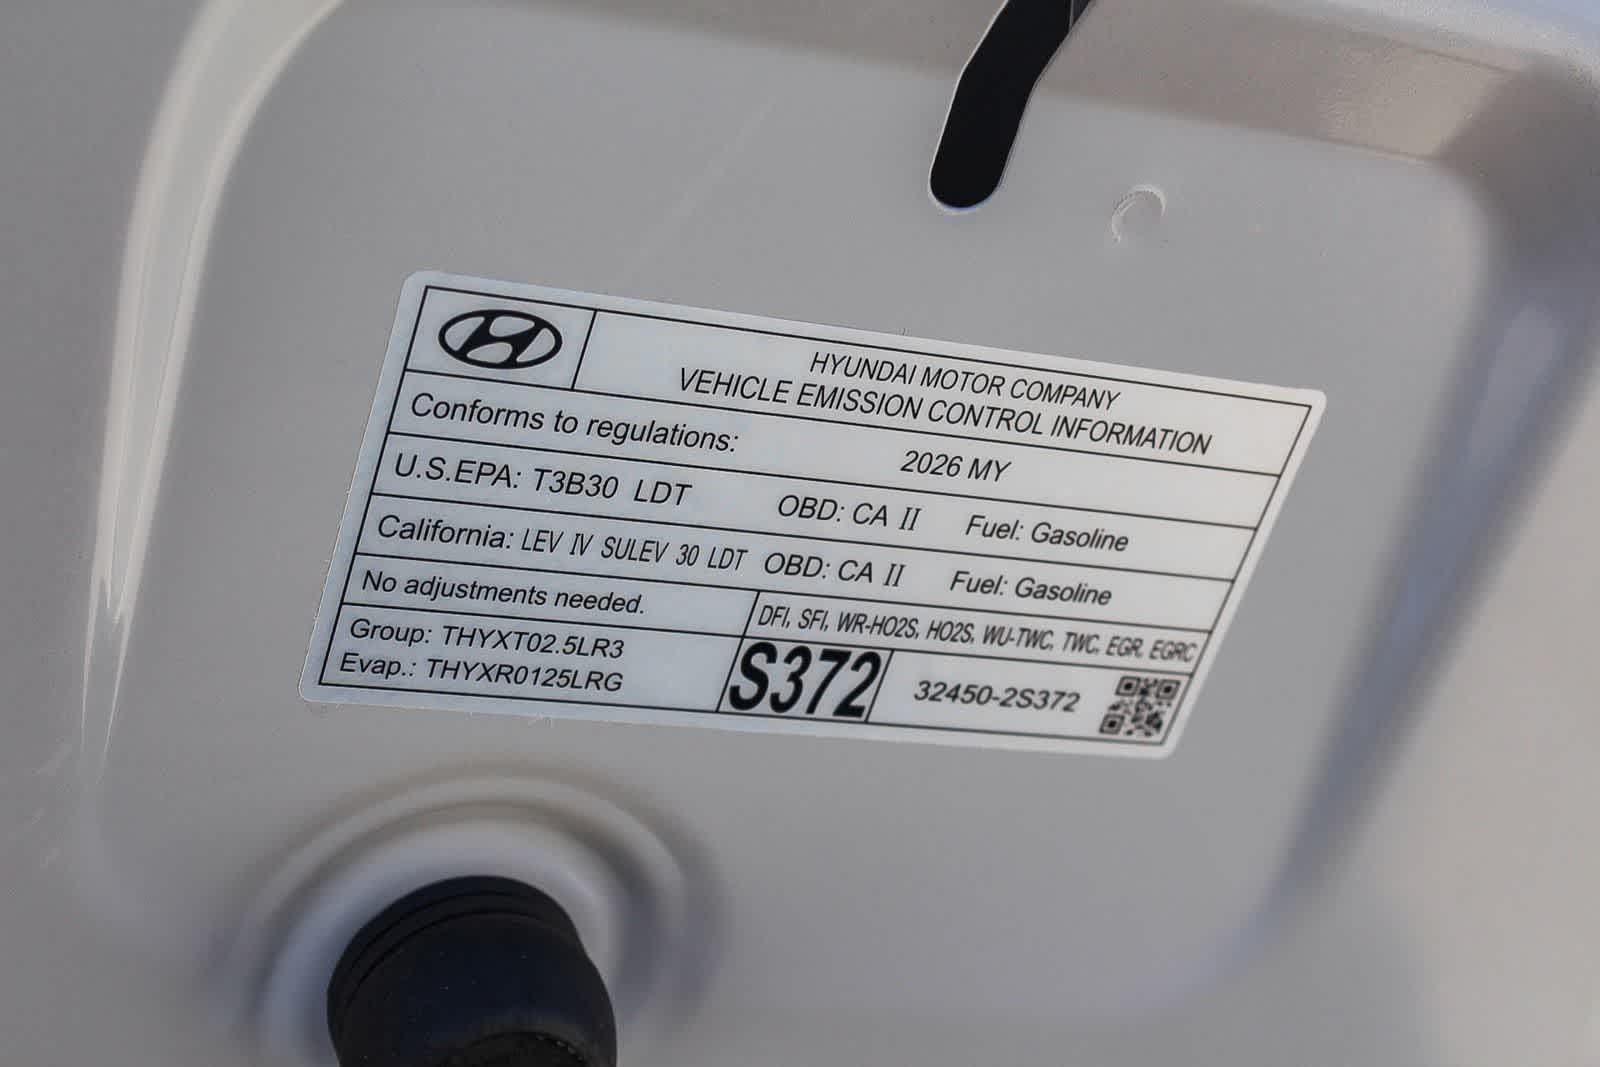 HYUNDAI MOTOR COMPANY
VEHICLE EMISSION CONTROL INFORMATION
Conforms to regulations: 2026 MY
U.S.EPA: T3B30 LDT OBD: CA II Fuel: Gasoline
California: LEV IV SULEV 30 LDT OBD: CA II Fuel: Gasoline
No adjustments needed.
DFI, SFI, WR-HO2S, HO2S, WU-TWC, TWC, EGR, EGRC
Group: THYXT02.5LR3
Evap.: THYXR0125LRG
S372
32450-2S372